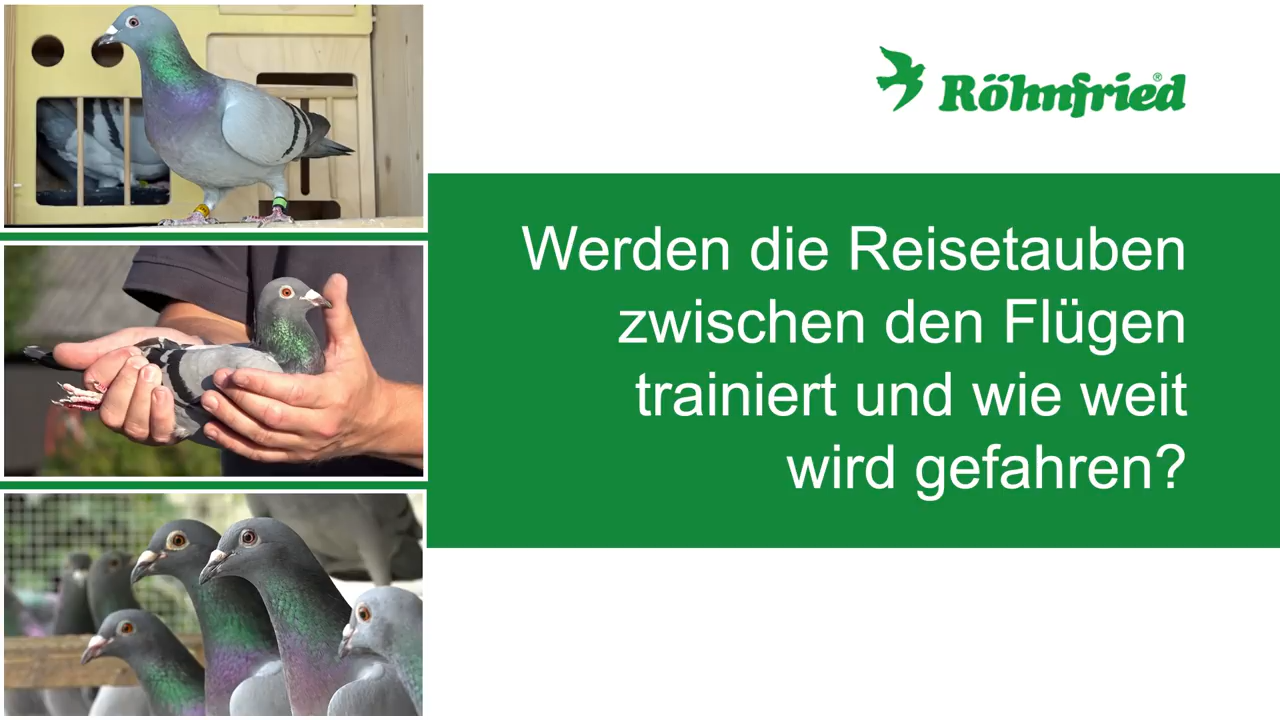 Röhnfried®
Werden die Reisetauben
zwischen den Flügen
trainiert und wie weit
wird gefahren?